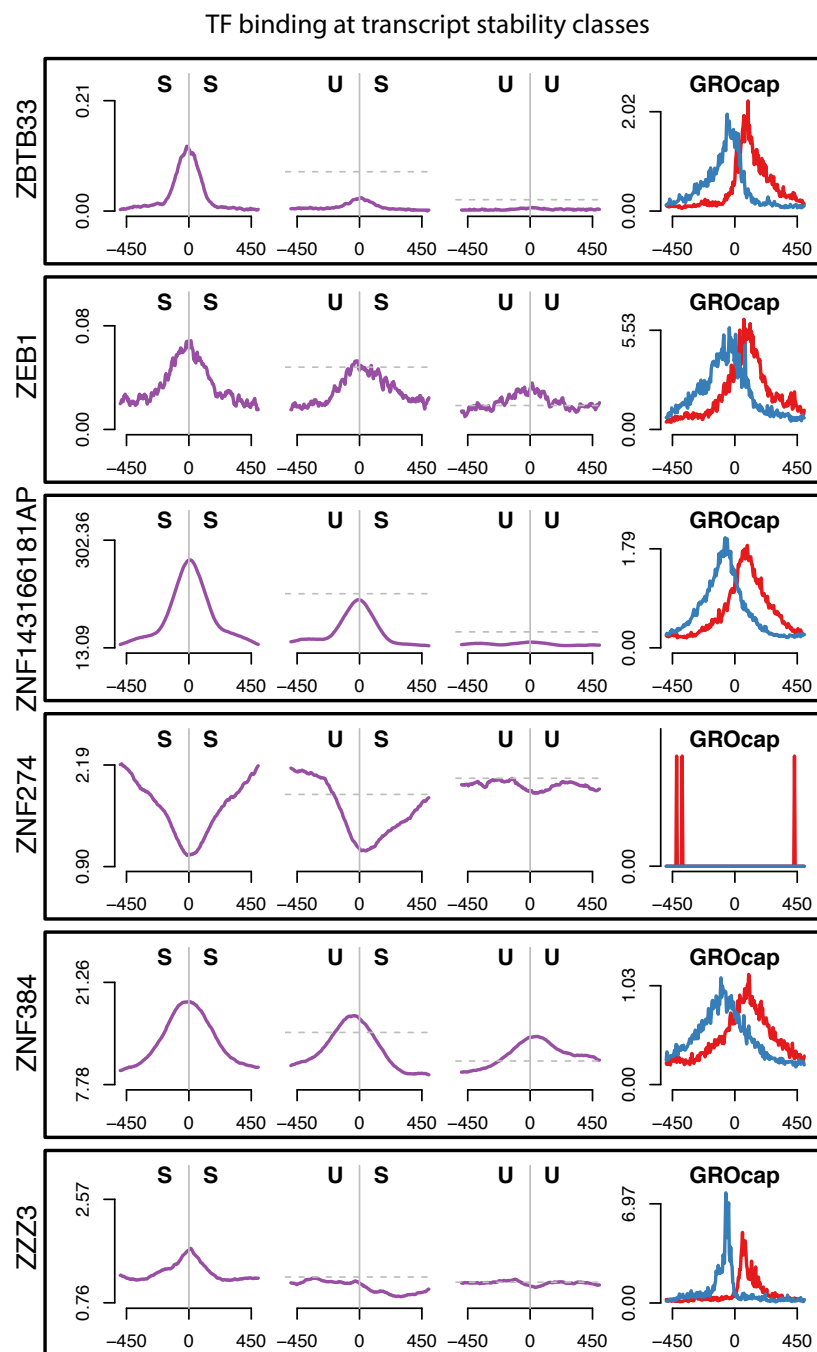 TF binding at transcript stability classes
ZBTB33
S S U S U U GROcap
0.21
0.00
2.02
0.00
−450 0 450 −450 0 450 −450 0 450 −450 0 450
ZEB1
S S U S U U GROcap
0.08
0.00
5.53
0.00
−450 0 450 −450 0 450 −450 0 450 −450 0 450
ZNF143166181AP
S S U S U U GROcap
302.36
13.09
1.79
0.00
−450 0 450 −450 0 450 −450 0 450 −450 0 450
ZNF274
S S U S U U GROcap
2.19
0.90
0.00
−450 0 450 −450 0 450 −450 0 450 −450 0 450
ZNF384
S S U S U U GROcap
21.26
7.78
1.03
0.00
−450 0 450 −450 0 450 −450 0 450 −450 0 450
ZZZ3
S S U S U U GROcap
2.57
0.76
6.97
0.00
−450 0 450 −450 0 450 −450 0 450 −450 0 450